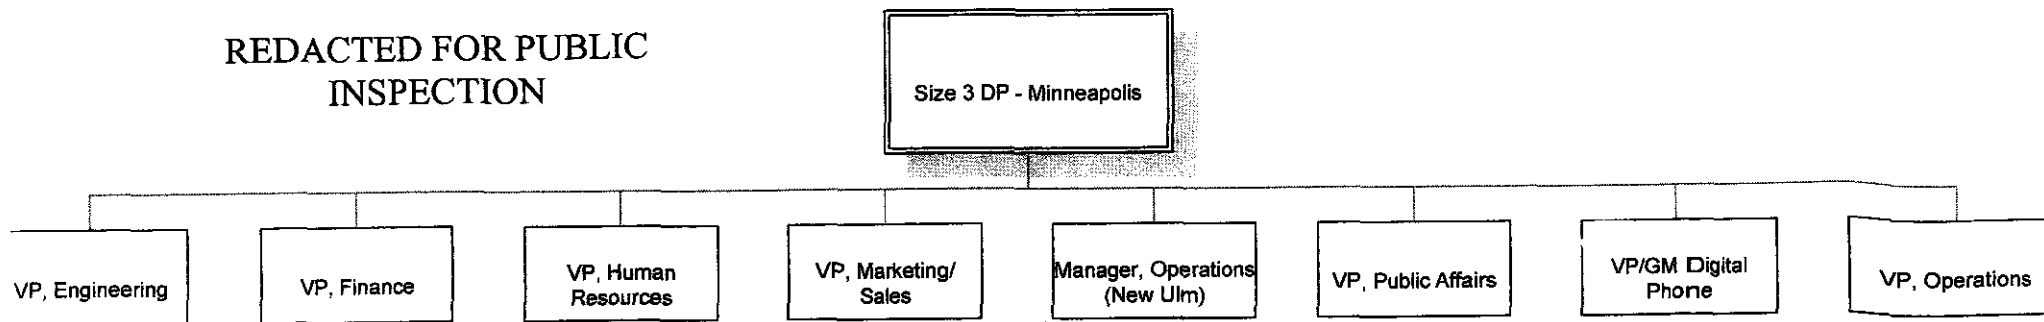 REDACTED FOR PUBLIC
INSPECTION
Size 3 DP - Minneapolis
VP, Engineering
VP, Finance
VP, Human
Resources
VP, Marketing/
Sales
Manager, Operations
(New Ulm)
VP, Public Affairs
VP/GM Digital
Phone
VP, Operations